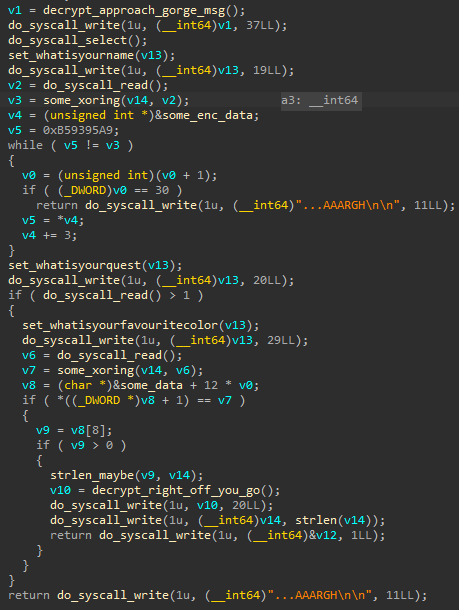 v1 = decrypt_approach_gorge_msg();
do_syscall_write(1u, (__int64)v1, 37LL);
do_syscall_select();
set_whatisyourname(v13);
do_syscall_write(1u, (__int64)v13, 19LL);
v2 = do_syscall_read();
v3 = some_xoring(v14, v2); a3: __int64
v4 = (unsigned int *)&some_enc_data;
v5 = 0xB59395A9;
while ( v5 != v3 )
{
v0 = (unsigned int)(v0 + 1);
if ( (_DWORD)v0 == 30 )
return do_syscall_write(1u, (__int64)"...AAARGH\n\n", 11LL);
v5 = *v4;
v4 += 3;
}
set_whatisyourquest(v13);
do_syscall_write(1u, (__int64)v13, 20LL);
if ( do_syscall_read() > 1 )
{
set_whatisyourfavouritecolor(v13);
do_syscall_write(1u, (__int64)v13, 29LL);
v6 = do_syscall_read();
v7 = some_xoring(v14, v6);
v8 = (char *)&some_data + 12 * v0;
if ( *((_DWORD *)v8 + 1) == v7 )
{
v9 = v8[8];
if ( v9 > 0 )
{
strlen_maybe(v9, v14);
v10 = decrypt_right_off_you_go();
do_syscall_write(1u, v10, 20LL);
do_syscall_write(1u, (__int64)v14, strlen(v14));
return do_syscall_write(1u, (__int64)&v12, 1LL);
}
}
}
return do_syscall_write(1u, (__int64)"...AAARGH\n\n", 11LL);